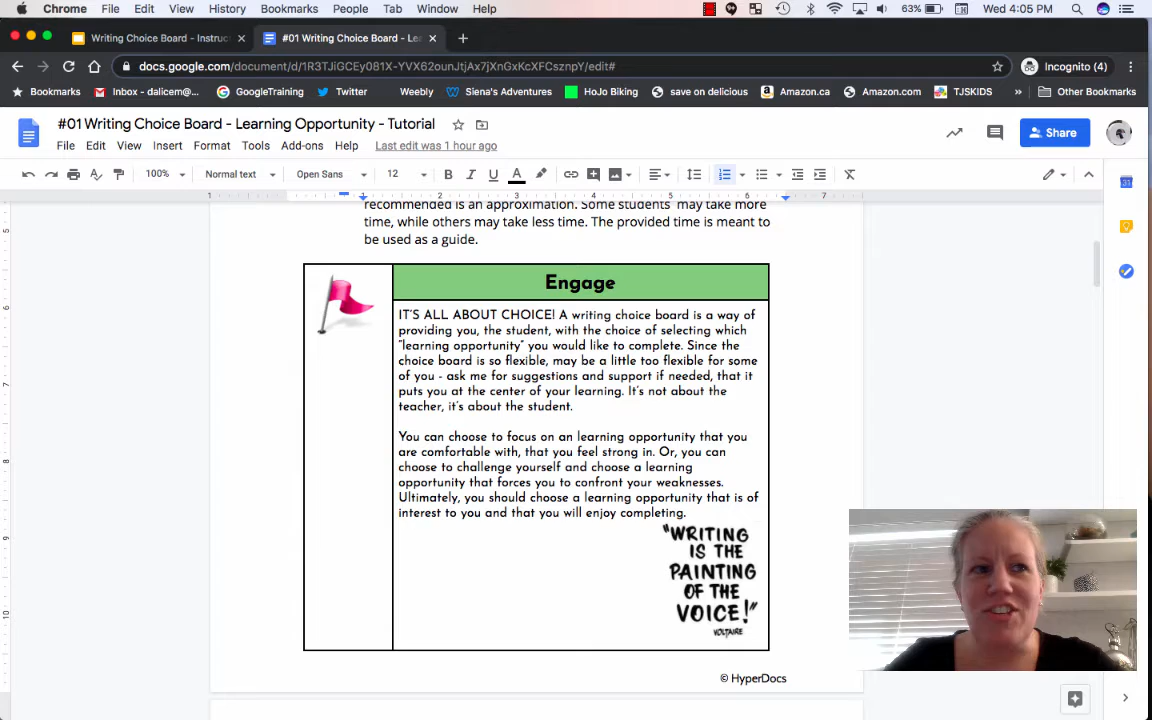 Chrome File Edit View History Bookmarks People Tab Window Help 63% Wed 4:05 PM
Writing Choice Board - Instruc × #01 Writing Choice Board - Le ×
docs.google.com/document/d/1R3TJiGCEy081X-YVX62ounJtjAx7jXnGxKcXFCsznpY/edit# Incognito (4)
Bookmarks Inbox - dalicem@... GoogleTraining Twitter Weebly Siena's Adventures HoJo Biking save on delicious Amazon.ca Amazon.com TJSKIDS » Other Bookmarks
#01 Writing Choice Board - Learning Opportunity - Tutorial
File Edit View Insert Format Tools Add-ons Help Last edit was 1 hour ago
Share
100% Normal text Open Sans 12
1 1 2 3 4 5 6 7
recommended is an approximation. Some students may take more
time, while others may take less time. The provided time is meant to
be used as a guide.
Engage
IT'S ALL ABOUT CHOICE! A writing choice board is a way of
providing you, the student, with the choice of selecting which
"learning opportunity" you would like to complete. Since the
choice board is so flexible, may be a little too flexible for some
of you - ask me for suggestions and support if needed, that it
puts you at the center of your learning. It's not about the
teacher, it's about the student.
You can choose to focus on an learning opportunity that you
are comfortable with, that you feel strong in. Or, you can
choose to challenge yourself and choose a learning
opportunity that forces you to confront your weaknesses.
Ultimately, you should choose a learning opportunity that is of
interest to you and that you will enjoy completing.
"WRITING
IS THE
PAINTING
OF THE
VOICE!"
VOLTAIRE
© HyperDocs